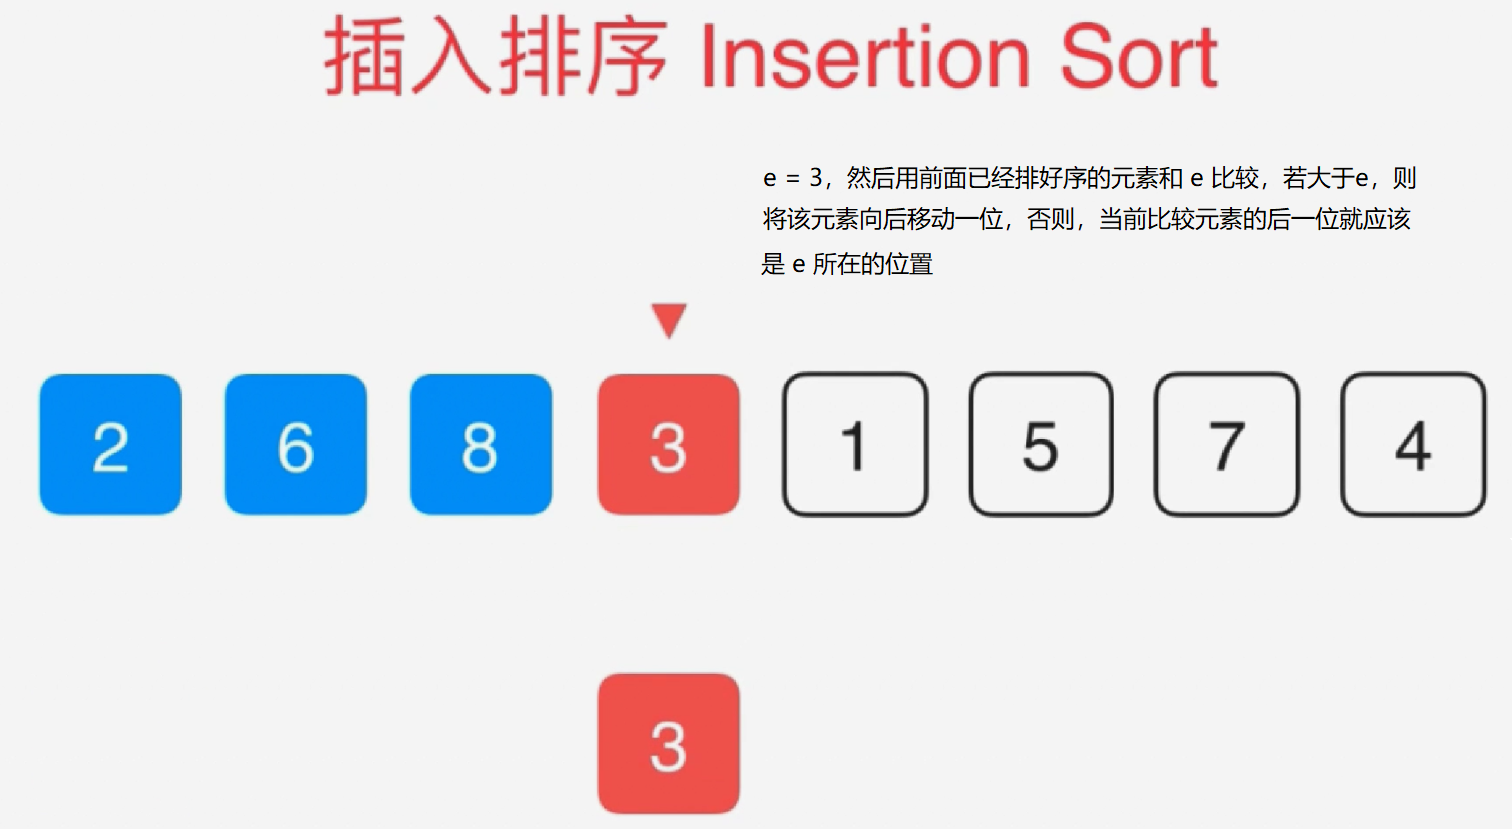 插入排序 Insertion Sort
e = 3，然后用前面已经排好序的元素和 e 比较，若大于e，则
将该元素向后移动一位，否则，当前比较元素的后一位就应该
是 e 所在的位置
2 6 8 3 1 5 7 4
3